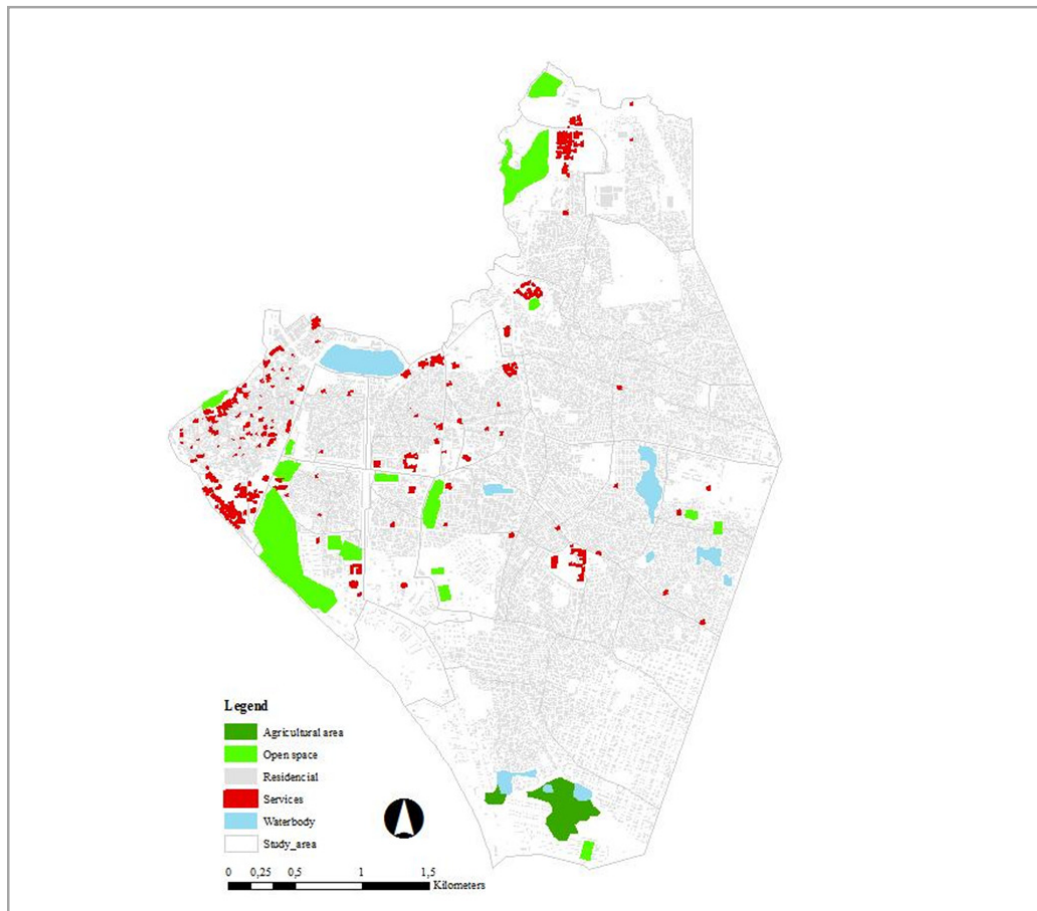 Legend
Agricultural area
Open space
Residencial
Services
Waterbody
Study_area
0 0,25 0,5 1 1,5
Kilometers